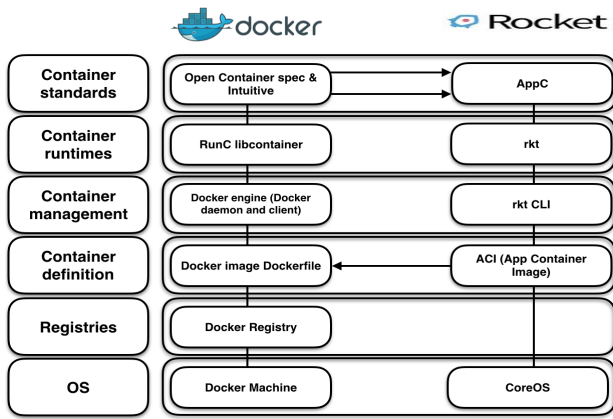 docker
Rocket
Container
standards
Open Container spec &
Intuitive
AppC
Container
runtimes
RunC libcontainer
rkt
Container
management
Docker engine (Docker
daemon and client)
rkt CLI
Container
definition
Docker image Dockerfile
ACI (App Container
Image)
Registries
Docker Registry
OS
Docker Machine
CoreOS